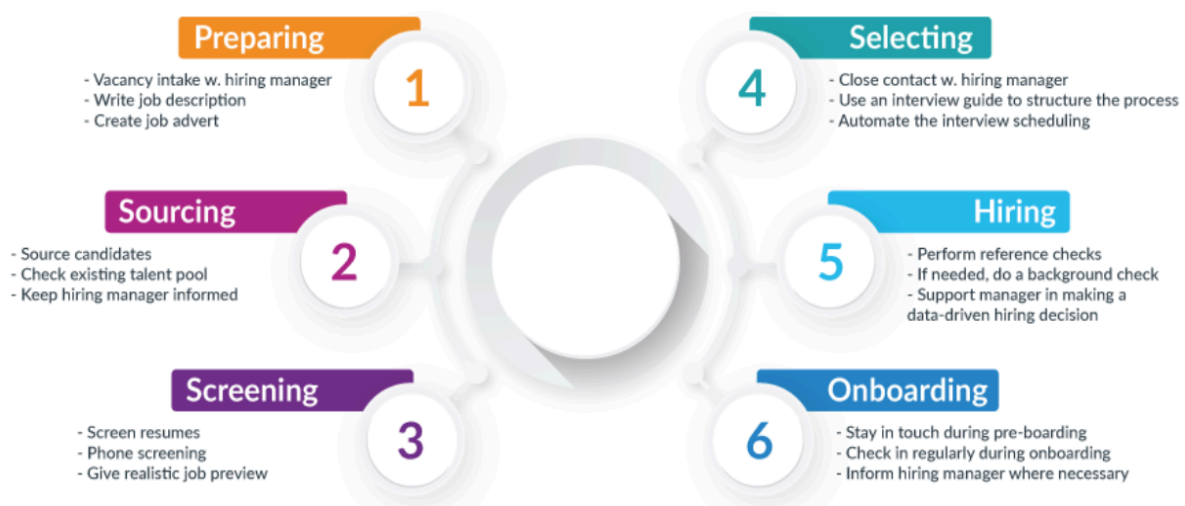 Preparing
1
- Vacancy intake w. hiring manager
- Write job description
- Create job advert
Sourcing
2
- Source candidates
- Check existing talent pool
- Keep hiring manager informed
Screening
3
- Screen resumes
- Phone screening
- Give realistic job preview
Selecting
4
- Close contact w. hiring manager
- Use an interview guide to structure the process
- Automate the interview scheduling
Hiring
5
- Perform reference checks
- If needed, do a background check
- Support manager in making a
data-driven hiring decision
Onboarding
6
- Stay in touch during pre-boarding
- Check in regularly during onboarding
- Inform hiring manager where necessary